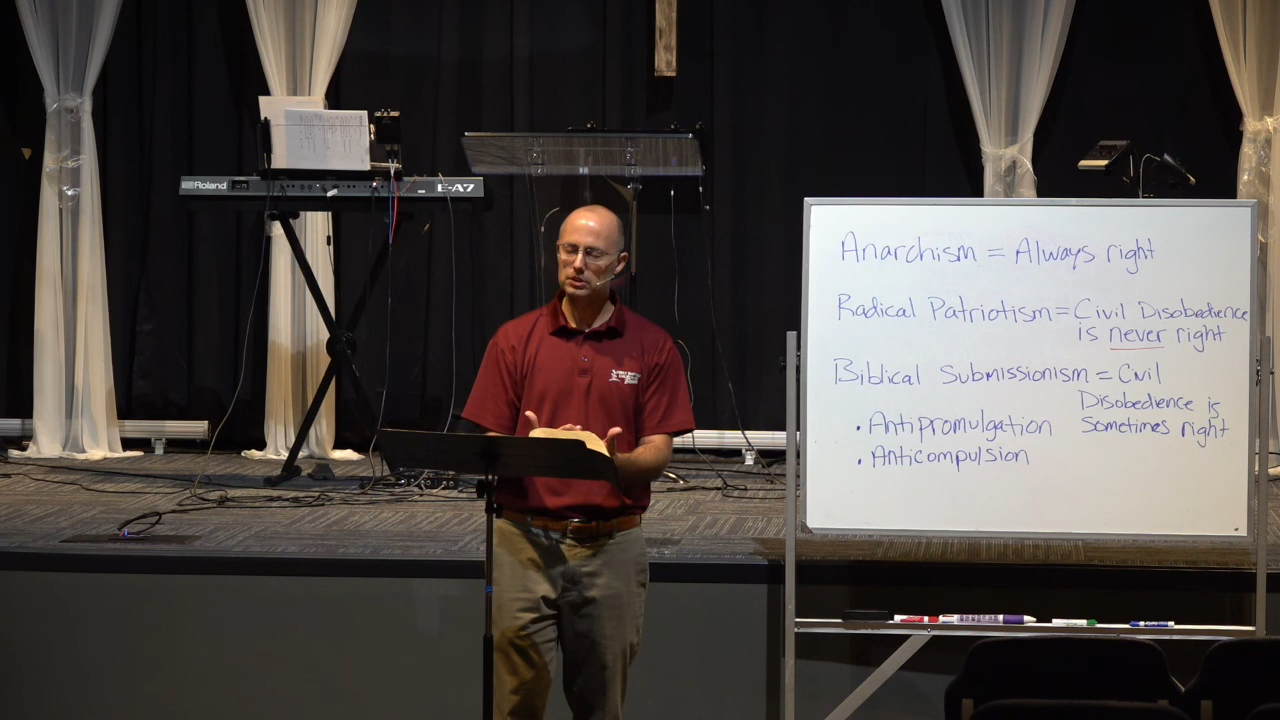 Roland
E-A7
Anarchism = Always right
Radical Patriotism = Civil Disobedience
is never right
Biblical Submissionism = Civil
Disobedience is
Sometimes right
• Antipromulgation
• Anticompulsion